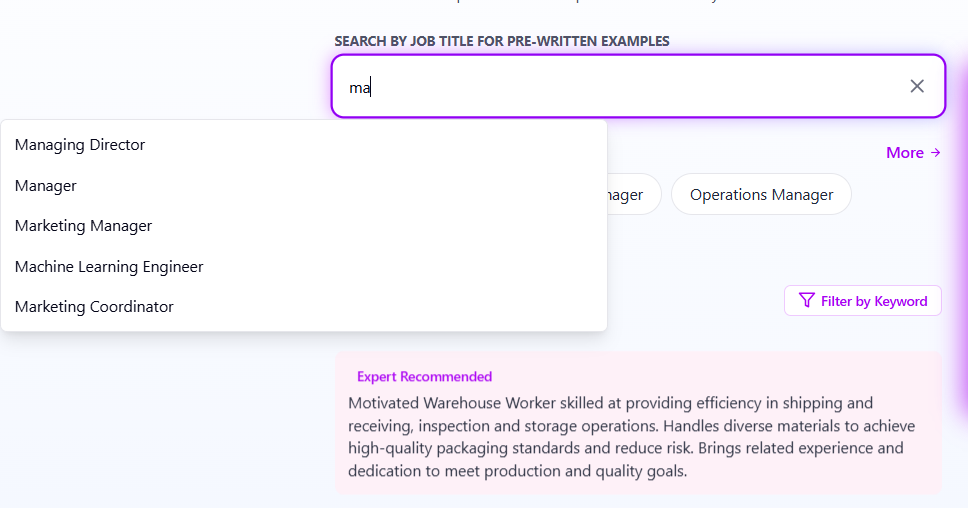 SEARCH BY JOB TITLE FOR PRE-WRITTEN EXAMPLES
ma
Managing Director
Manager
Marketing Manager
Machine Learning Engineer
Marketing Coordinator
More →
Operations Manager
Filter by Keyword
Expert Recommended
Motivated Warehouse Worker skilled at providing efficiency in shipping and
receiving, inspection and storage operations. Handles diverse materials to achieve
high-quality packaging standards and reduce risk. Brings related experience and
dedication to meet production and quality goals.